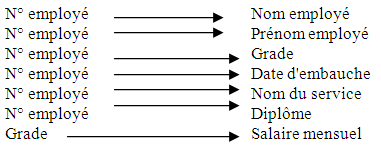 N° employé Nom employé
N° employé Prénom employé
N° employé Grade
N° employé Date d'embauche
N° employé Nom du service
N° employé Diplôme
Grade Salaire mensuel